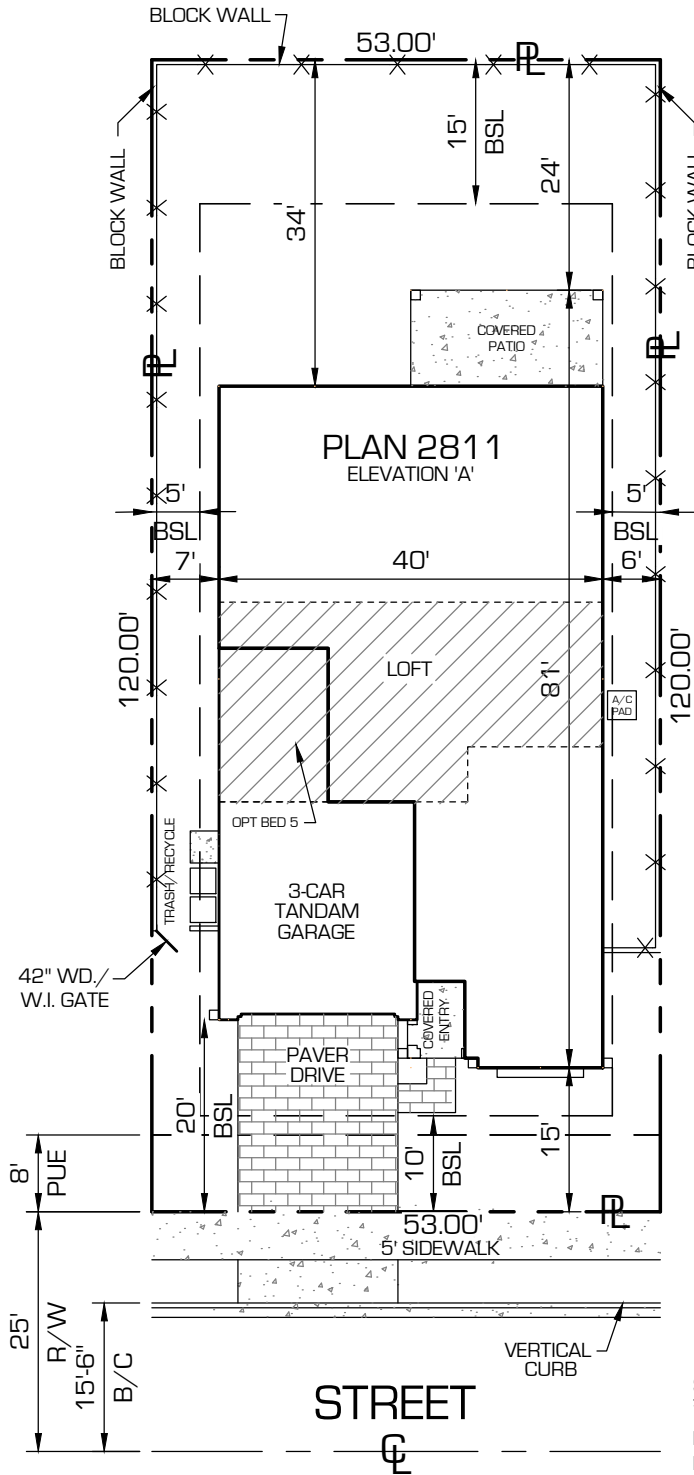 BLOCK WALL
53.00'
PL
BLOCK WALL
15'
BSL
24'
BLOCK WALL
34'
COVERED
PATIO
PL
PL
PLAN 2811
ELEVATION 'A'
5'
BSL
5'
BSL
7'
40'
6'
120.00'
LOFT
81'
A/C
PAD
120.00'
OPT BED 5
TRASH/RECYCLE
3-CAR
TANDAM
GARAGE
42" WD./
W.I. GATE
COVERED
ENTRY
PAVER
DRIVE
20'
BSL
10'
BSL
15'
8'
PUE
PL
53.00'
5' SIDEWALK
25'
R/W
15'-6"
B/C
VERTICAL
CURB
STREET
CL